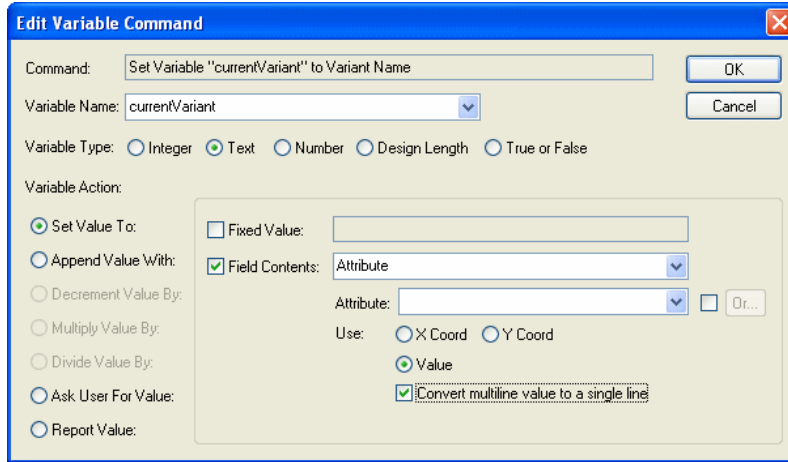 Edit Variable Command
Command: Set Variable "currentVariant" to Variant Name OK
Variable Name: currentVariant Cancel
Variable Type: Integer Text Number Design Length True or False
Variable Action:
Set Value To: Fixed Value:
Append Value With: Field Contents: Attribute
Decrement Value By: Attribute: Or...
Multiply Value By: Use: X Coord Y Coord
Divide Value By: Value
Ask User For Value: Convert multiline value to a single line
Report Value: